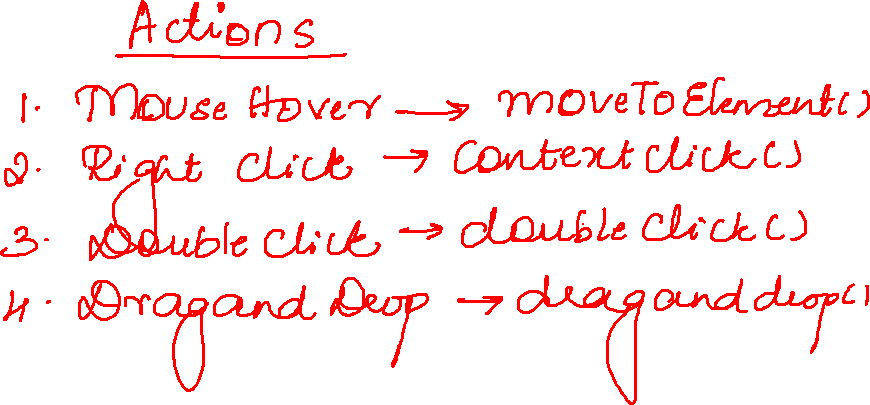 Actions
1. Mouse Hover → moveToElement()
2. Right Click → Context click()
3. Double Click → double Click()
4. Drag and Drop → drag and drop()